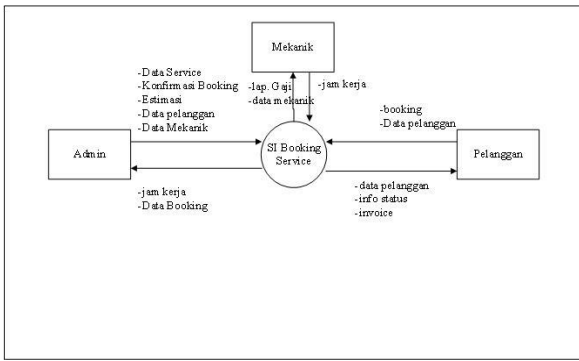 Mekanik
-Data Service
-Konfirmasi Booking
-Estimasi
-Data pelanggan
-Data Mekanik
-lap. Gaji
-data mekanik
-jam kerja
-booking
-Data pelanggan
Admin
SI Booking
Service
Pelanggan
-jam kerja
-Data Booking
-data pelanggan
-info status
-invoice